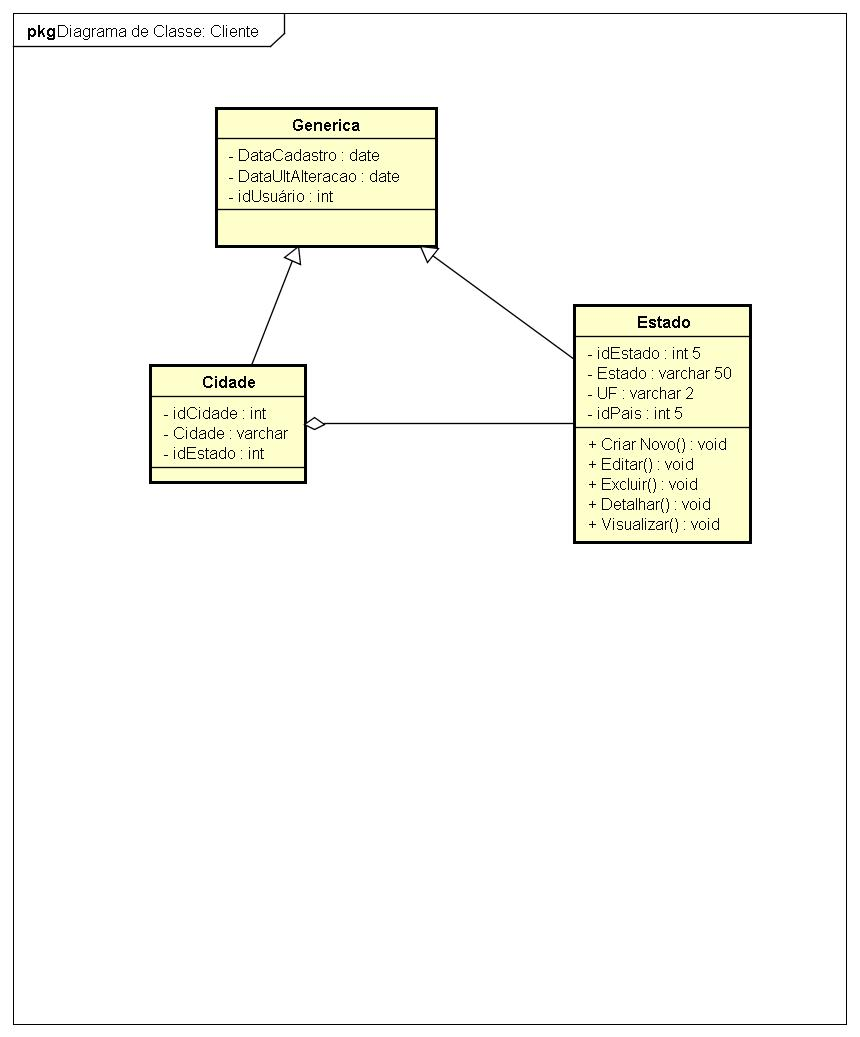 pkg Diagrama de Classe: Cliente
Generica
- DataCadastro : date
- DataUltAlteracao : date
- idUsuário : int
Estado
- idEstado : int 5
- Estado : varchar 50
- UF : varchar 2
- idPais : int 5
+ Criar Novo() : void
+ Editar() : void
+ Excluir() : void
+ Detalhar() : void
+ Visualizar() : void
Cidade
- idCidade : int
- Cidade : varchar
- idEstado : int